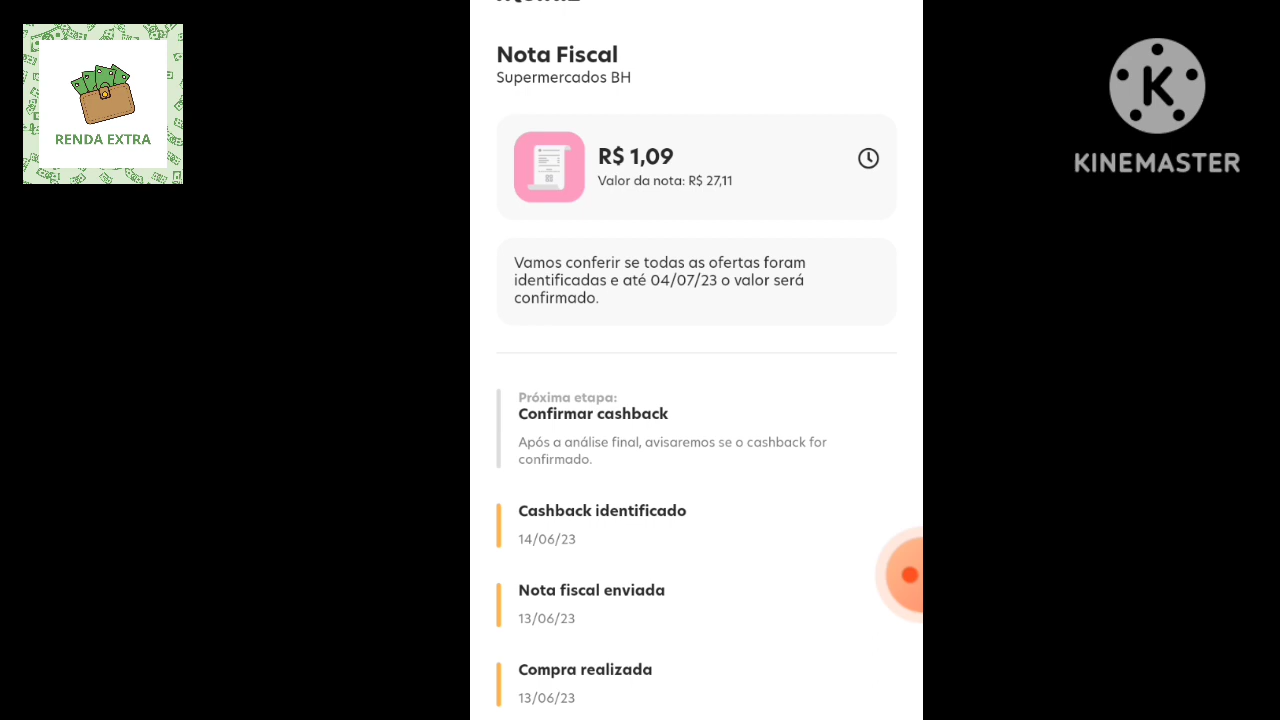 RENDA EXTRA
K
KINEMASTER
Nota Fiscal
Supermercados BH
R$ 1,09
Valor da nota: R$ 27,11
Vamos conferir se todas as ofertas foram
identificadas e até 04/07/23 o valor será
confirmado.
Próxima etapa:
Confirmar cashback
Após a análise final, avisaremos se o cashback for
confirmado.
Cashback identificado
14/06/23
Nota fiscal enviada
13/06/23
Compra realizada
13/06/23